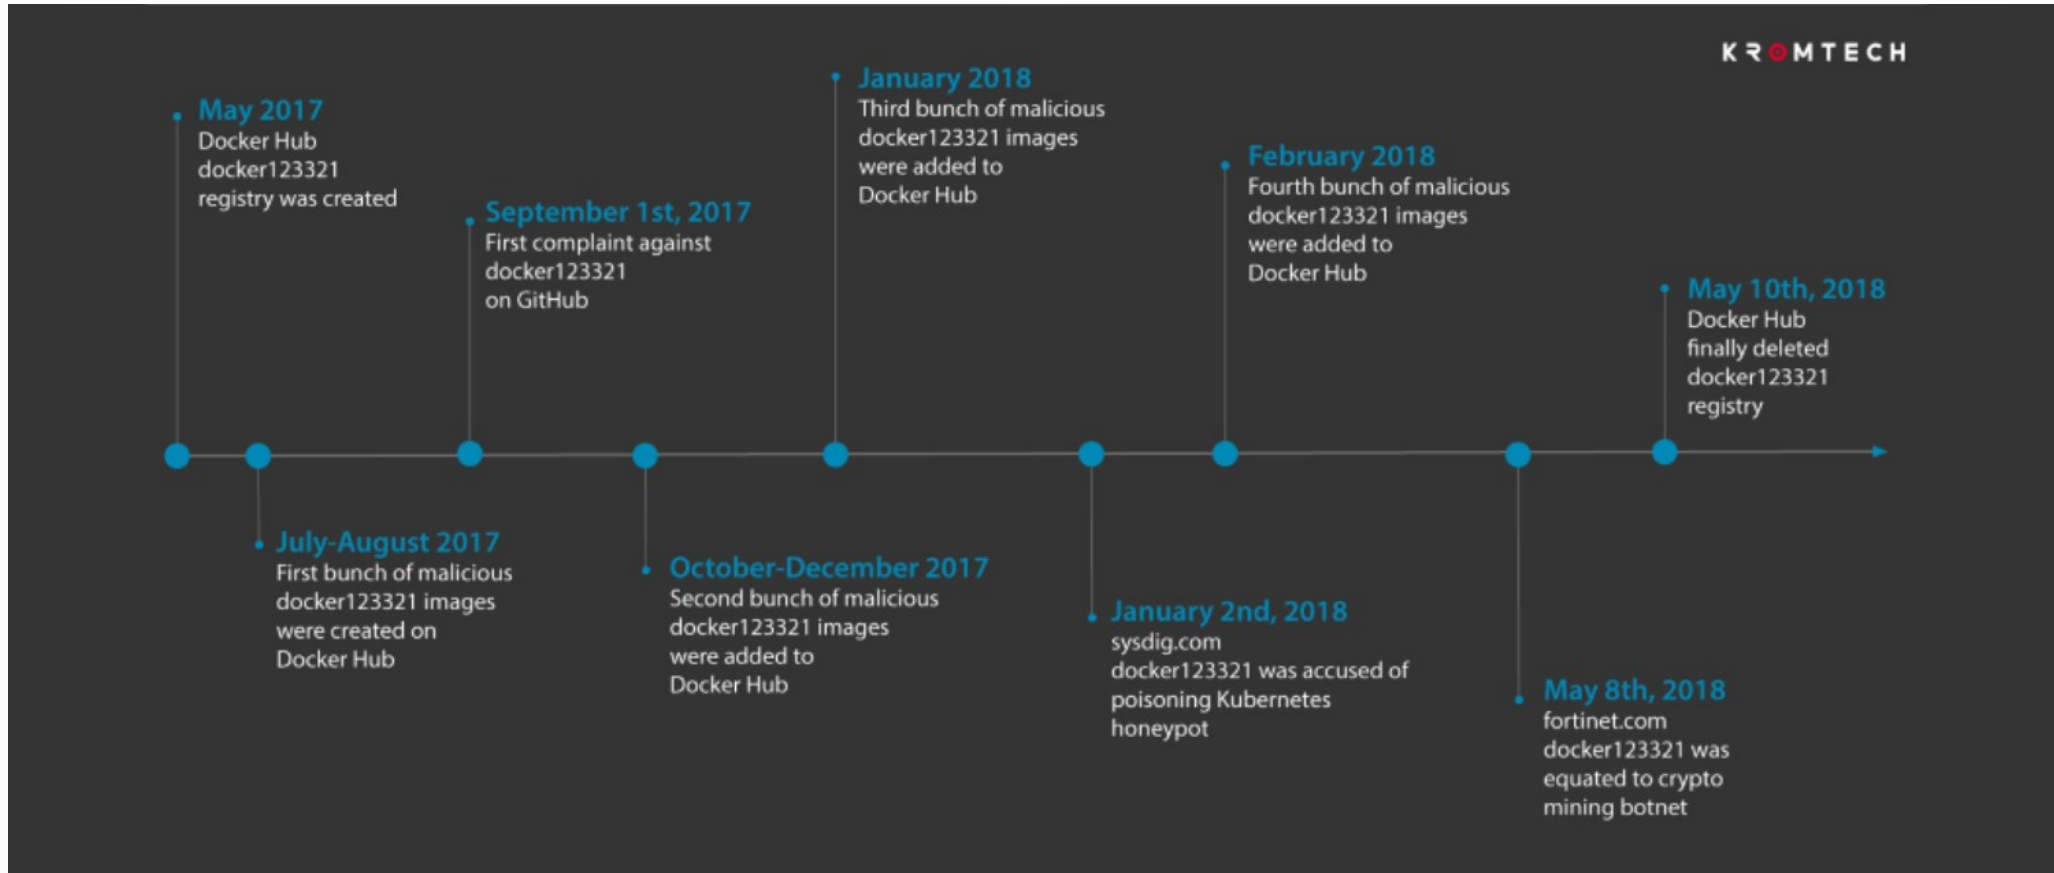 KROMTECH
May 2017
Docker Hub
docker123321
registry was created
July-August 2017
First bunch of malicious
docker123321 images
were created on
Docker Hub
September 1st, 2017
First complaint against
docker123321
on GitHub
October-December 2017
Second bunch of malicious
docker123321 images
were added to
Docker Hub
January 2018
Third bunch of malicious
docker123321 images
were added to
Docker Hub
January 2nd, 2018
sysdig.com
docker123321 was accused of
poisoning Kubernetes
honeypot
February 2018
Fourth bunch of malicious
docker123321 images
were added to
Docker Hub
May 8th, 2018
fortinet.com
docker123321 was
equated to crypto
mining botnet
May 10th, 2018
Docker Hub
finally deleted
docker123321
registry